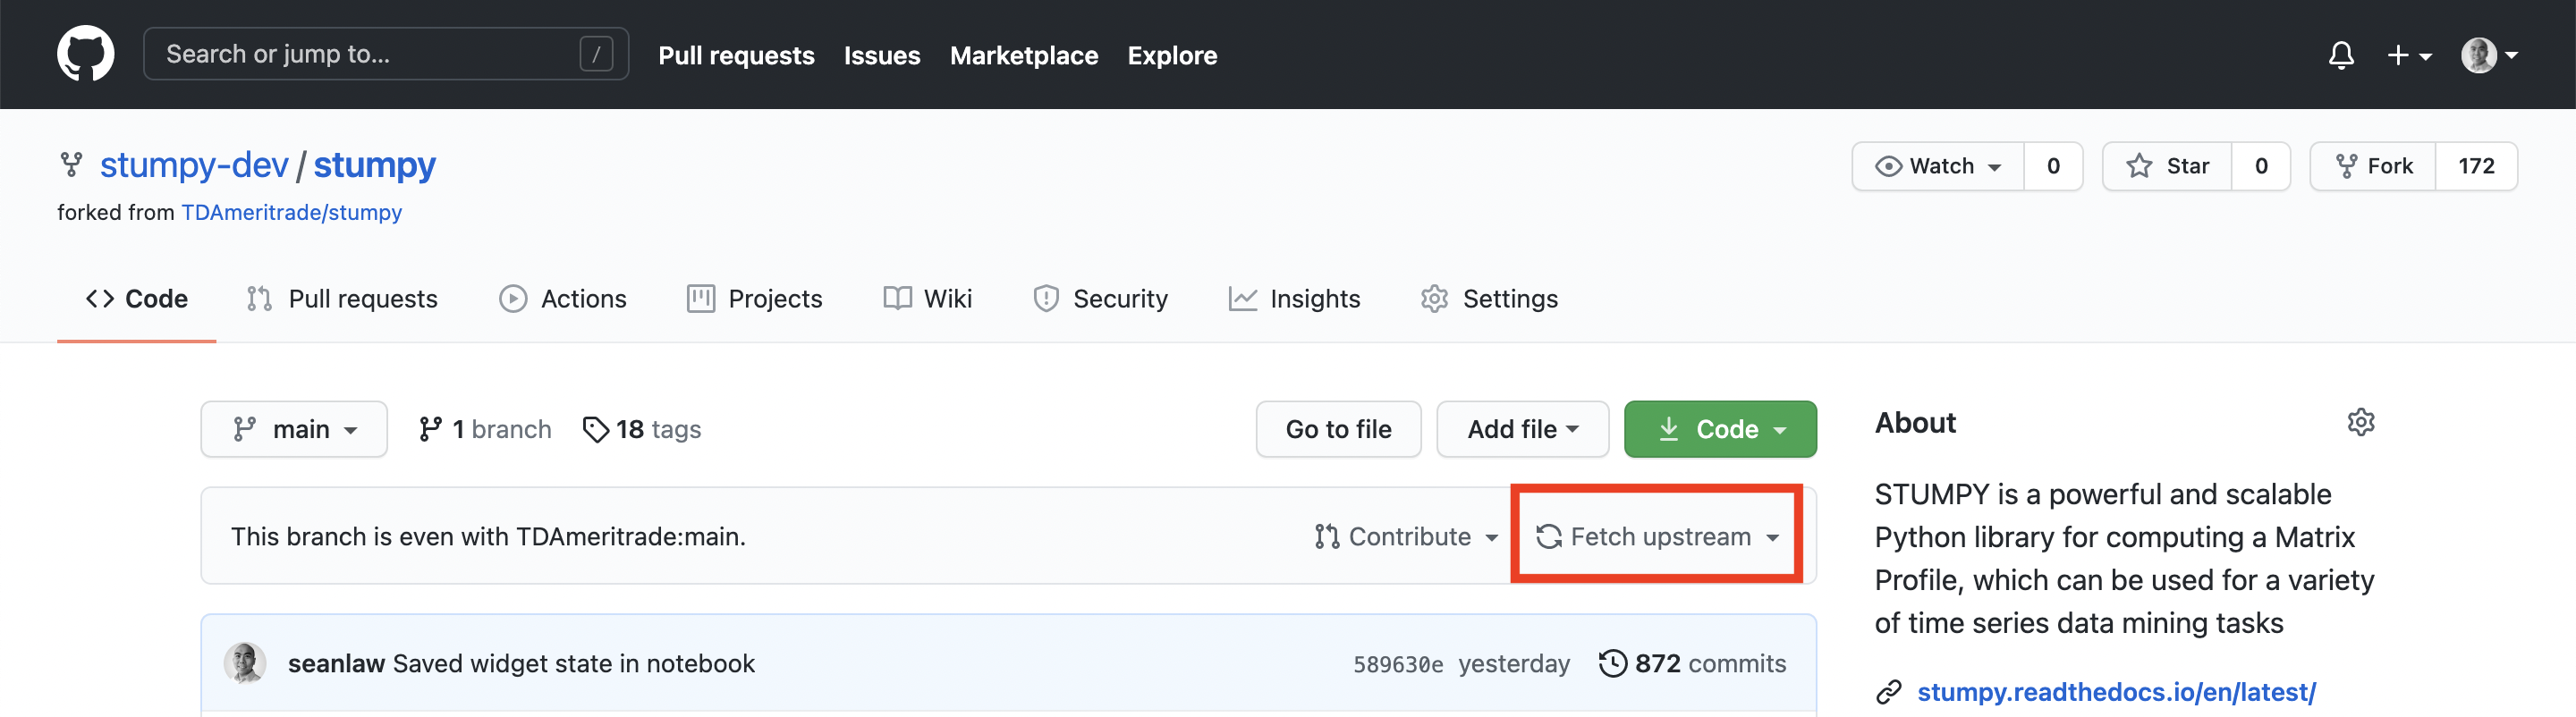 Search or jump to... / Pull requests Issues Marketplace Explore
stumpy-dev / stumpy Watch 0 Star 0 Fork 172
forked from TDAmeritrade/stumpy
Code Pull requests Actions Projects Wiki Security Insights Settings
main 1 branch 18 tags Go to file Add file Code
This branch is even with TDAmeritrade:main. Contribute Fetch upstream
seanlaw Saved widget state in notebook 589630e yesterday 872 commits
About
STUMPY is a powerful and scalable
Python library for computing a Matrix
Profile, which can be used for a variety
of time series data mining tasks
stumpy.readthedocs.io/en/latest/